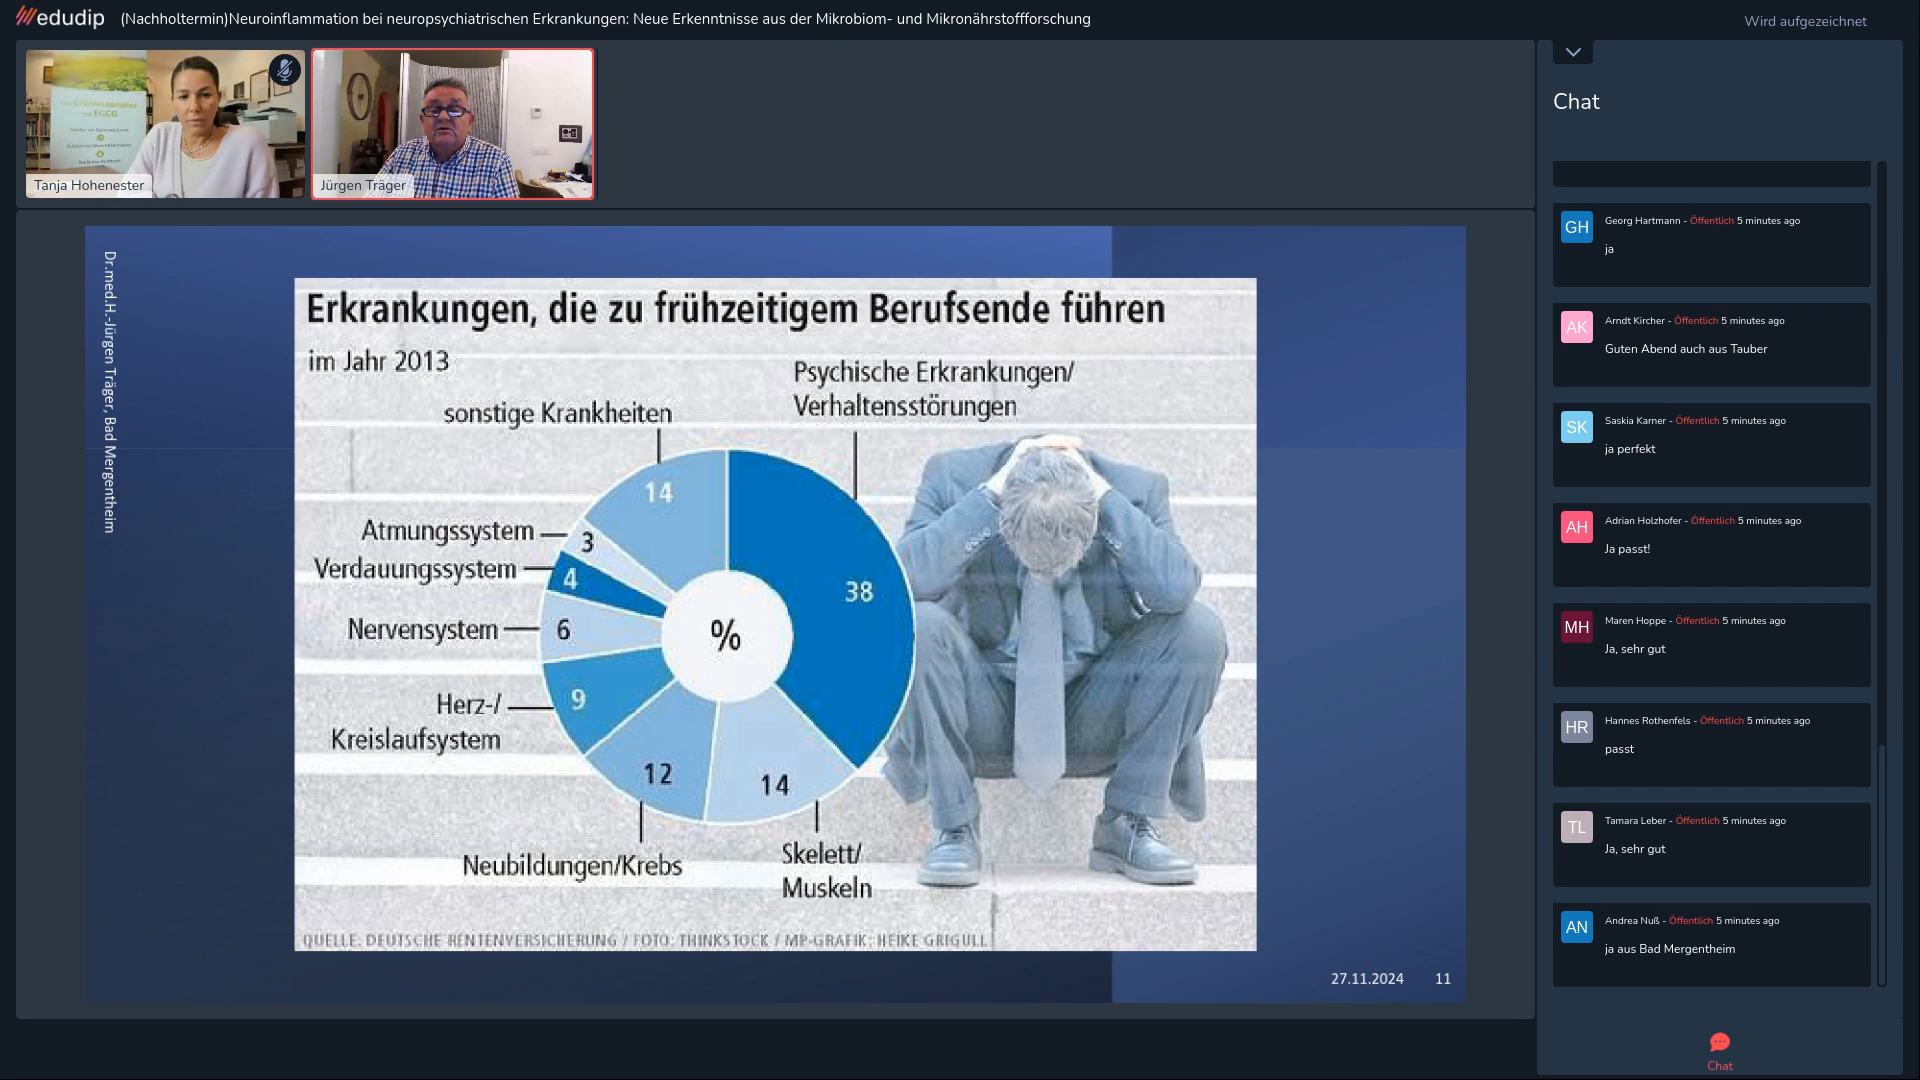 edudip
(Nachholtermin)Neuroinflammation bei neuropsychiatrischen Erkrankungen: Neue Erkenntnisse aus der Mikrobiom- und Mikronährstoffforschung
Wird aufgezeichnet
EGCG
Tanja Hohenester
Jürgen Träger
Dr.med.H.-Jürgen Träger, Bad Mergentheim
Erkrankungen, die zu frühzeitigem Berufsende führen
im Jahr 2013
Psychische Erkrankungen/
Verhaltensstörungen
sonstige Krankheiten
14
38
Atmungssystem
3
Verdauungssystem
4
Nervensystem
6
%
Herz-/
Kreislaufsystem
9
12
14
Neubildungen/Krebs
Skelett/
Muskeln
QUELLE: DEUTSCHE RENTENVERSICHERUNG / FOTO: THINKSTOCK / MP-GRAFIK: HEIKE GRIGULL
27.11.2024 11
Chat
GH
Georg Hartmann - Öffentlich 5 minutes ago
ja
AK
Arndt Kircher - Öffentlich 5 minutes ago
Guten Abend auch aus Tauber
SK
Saskia Karner - Öffentlich 5 minutes ago
ja perfekt
AH
Adrian Holzhofer - Öffentlich 5 minutes ago
Ja passt!
MH
Maren Hoppe - Öffentlich 5 minutes ago
Ja, sehr gut
HR
Hannes Rothenfels - Öffentlich 5 minutes ago
passt
TL
Tamara Leber - Öffentlich 5 minutes ago
Ja, sehr gut
AN
Andrea Nuß - Öffentlich 5 minutes ago
ja aus Bad Mergentheim
Chat